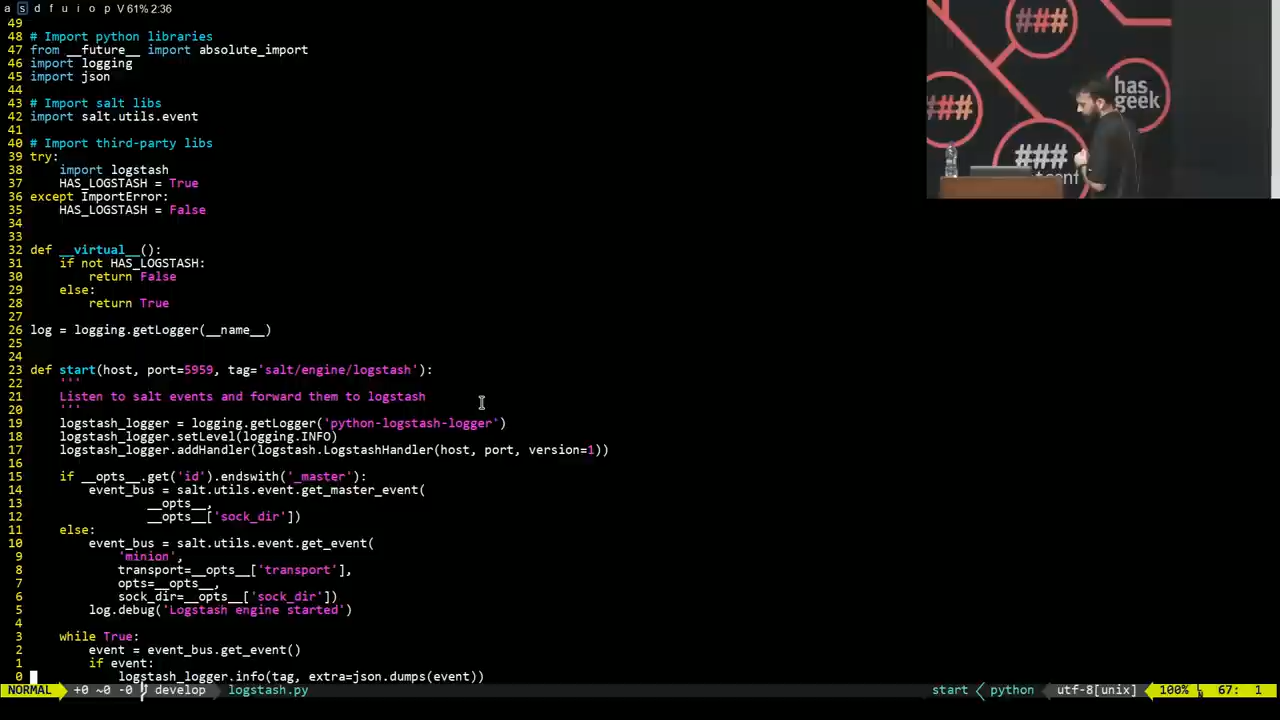 a s d f u i o p V 61% 2:36
49
48 # Import python libraries
47 from __future__ import absolute_import
46 import logging
45 import json
44
43 # Import salt libs
42 import salt.utils.event
41
40 # Import third-party libs
39 try:
38     import logstash
37     HAS_LOGSTASH = True
36 except ImportError:
35     HAS_LOGSTASH = False
34
33
32 def __virtual__():
31     if not HAS_LOGSTASH:
30         return False
29     else:
28         return True
27
26 log = logging.getLogger(__name__)
25
24
23 def start(host, port=5959, tag='salt/engine/logstash'):
22     '''
21     Listen to salt events and forward them to logstash
20     '''
19     logstash_logger = logging.getLogger('python-logstash-logger')
18     logstash_logger.setLevel(logging.INFO)
17     logstash_logger.addHandler(logstash.LogstashHandler(host, port, version=1))
16
15     if __opts__.get('id').endswith('_master'):
14         event_bus = salt.utils.event.get_master_event(
13                 __opts__,
12                 __opts__['sock_dir'])
11     else:
10         event_bus = salt.utils.event.get_event(
9             'minion',
8             transport=__opts__['transport'],
7             opts=__opts__,
6             sock_dir=__opts__['sock_dir'])
5         log.debug('Logstash engine started')
4
3     while True:
2         event = event_bus.get_event()
1         if event:
0             logstash_logger.info(tag, extra=json.dumps(event))
NORMAL +0 ~0 -0 develop logstash.py start python utf-8[unix] 100% 67: 1
###
has
geek
###
###